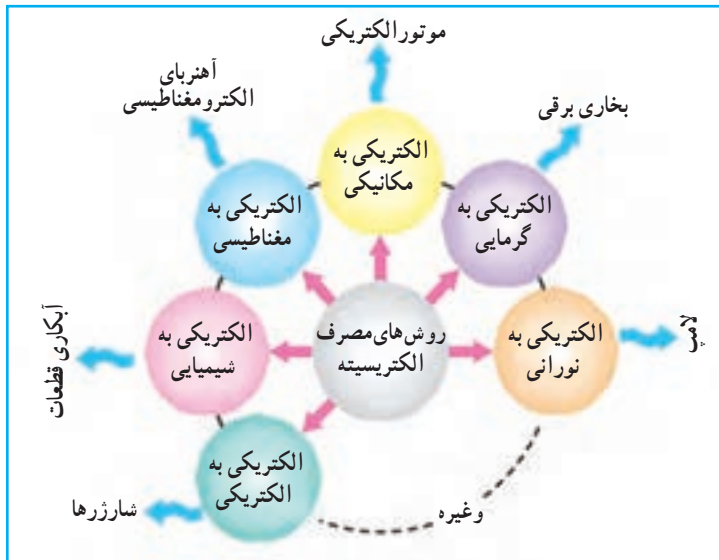 موتور الکتریکی
آهنربای
الکترومغناطیسی
بخاری برقی
الکتریکی به
مکانیکی
الکتریکی به
مغناطیسی
الکتریکی به
گرمایی
روش‌های مصرف
الکتریسیته
الکتریکی به
شیمیایی
الکتریکی به
نورانی
لامپ
آبکاری قطعات
الکتریکی به
الکتریکی
شارژرها
وغیره